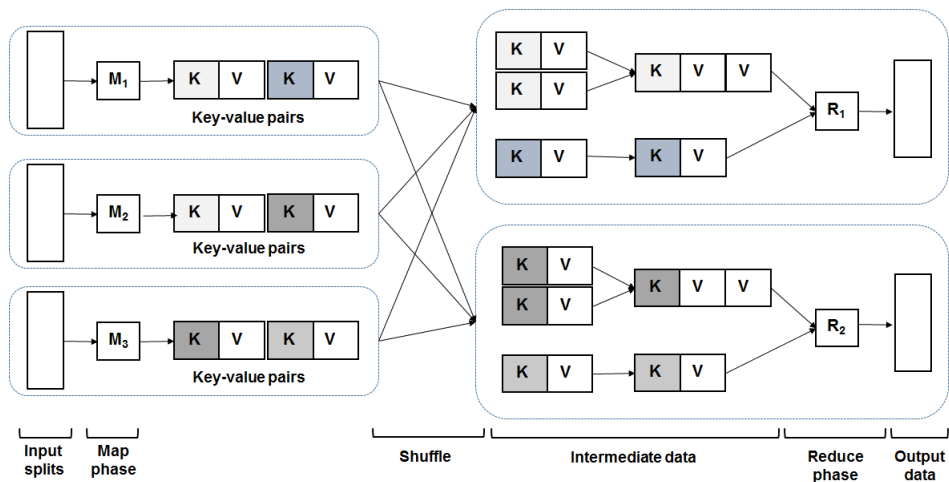 M1 K V K V
Key-value pairs
M2 K V K V
Key-value pairs
M3 K V K V
Key-value pairs
K V
K V
K V V
K V
K V
R1
K V
K V
K V V
K V
K V
R2
Input
splits
Map
phase
Shuffle
Intermediate data
Reduce
phase
Output
data